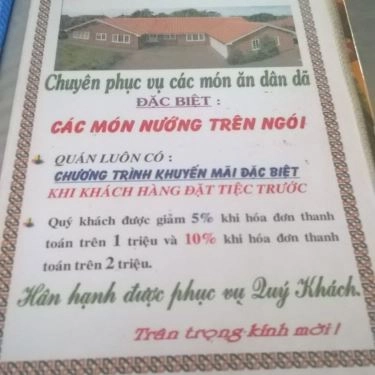 Chuyên phục vụ các món ăn dân dã
ĐẶC BIỆT :
CÁC MÓN NƯỚNG TRÊN NGÓI
QUÁN LUÔN CÓ :
CHƯƠNG TRÌNH KHUYẾN MÃI ĐẶC BIỆT
KHI KHÁCH HÀNG ĐẶT TIỆC TRƯỚC
Quý khách được giảm 5% khi hóa đơn thanh
toán trên 1 triệu và 10% khi hóa đơn thanh
toán trên 2 triệu.
Hân hạnh được phục vụ Quý Khách.
Trân trọng kính mời !